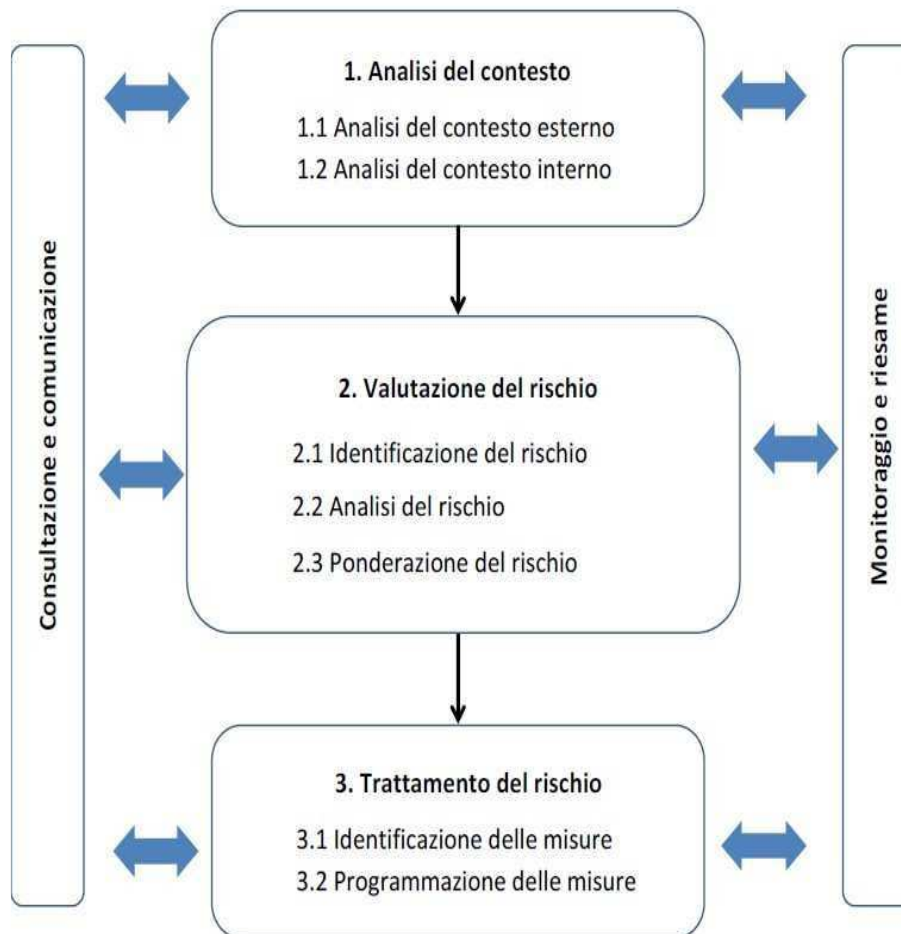 Consultazione e comunicazione
1. Analisi del contesto
1.1 Analisi del contesto esterno
1.2 Analisi del contesto interno
2. Valutazione del rischio
2.1 Identificazione del rischio
2.2 Analisi del rischio
2.3 Ponderazione del rischio
3. Trattamento del rischio
3.1 Identificazione delle misure
3.2 Programmazione delle misure
Monitoraggio e riesame